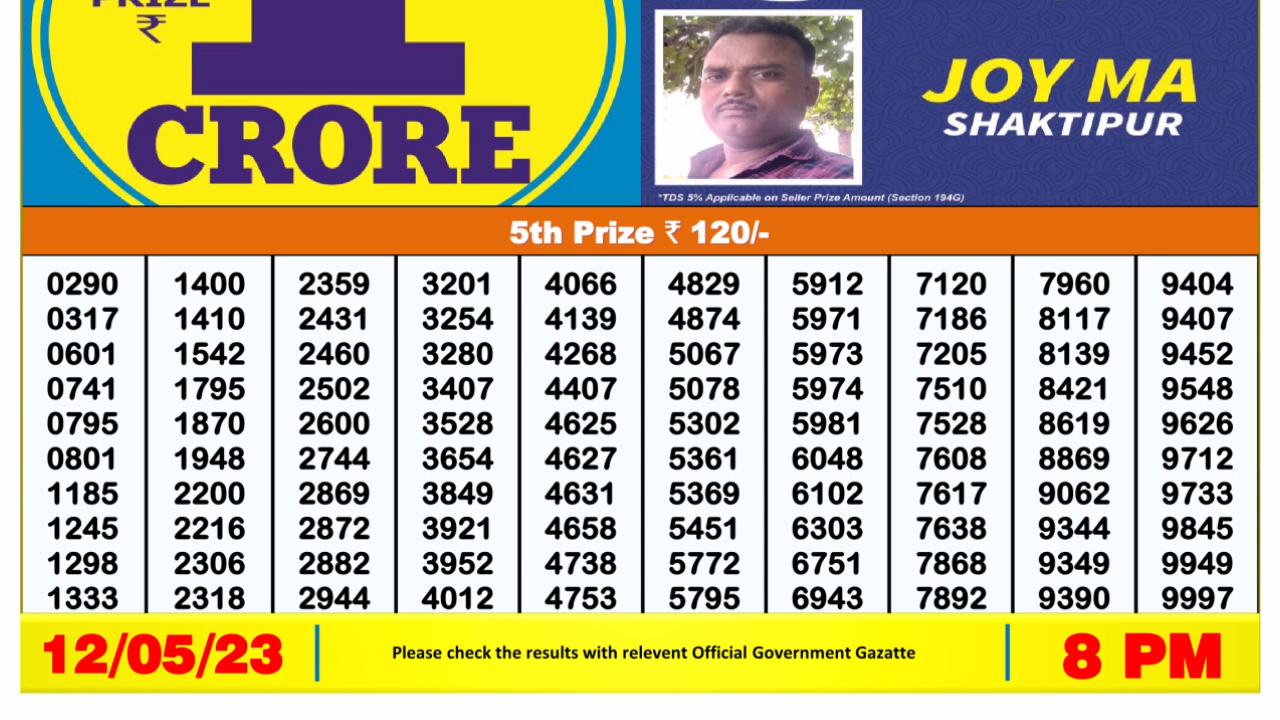 PRIZE
₹ 1
CRORE
JOY MA
SHAKTIPUR
*TDS 5% Applicable on Seller Prize Amount (Section 194G)
5th Prize ₹ 120/-
0290 1400 2359 3201 4066 4829 5912 7120 7960 9404
0317 1410 2431 3254 4139 4874 5971 7186 8117 9407
0601 1542 2460 3280 4268 5067 5973 7205 8139 9452
0741 1795 2502 3407 4407 5078 5974 7510 8421 9548
0795 1870 2600 3528 4625 5302 5981 7528 8619 9626
0801 1948 2744 3654 4627 5361 6048 7608 8869 9712
1185 2200 2869 3849 4631 5369 6102 7617 9062 9733
1245 2216 2872 3921 4658 5451 6303 7638 9344 9845
1298 2306 2882 3952 4738 5772 6751 7868 9349 9949
1333 2318 2944 4012 4753 5795 6943 7892 9390 9997
12/05/23 Please check the results with relevent Official Government Gazatte 8 PM